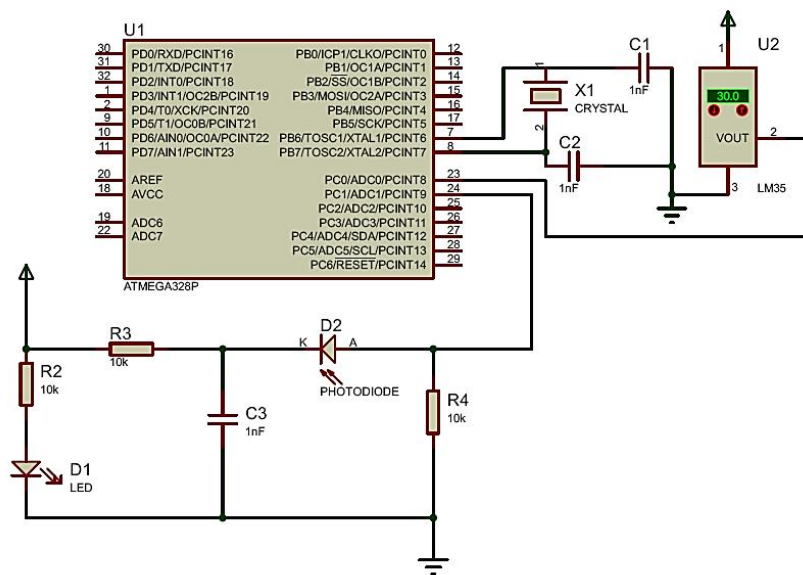 U1
30 PD0/RXD/PCINT16 PB0/ICP1/CLKO/PCINT0 12
31 PD1/TXD/PCINT17 PB1/OC1A/PCINT1 13
32 PD2/INT0/PCINT18 PB2/SS/OC1B/PCINT2 14
1 PD3/INT1/OC2B/PCINT19 PB3/MOSI/OC2A/PCINT3 15
2 PD4/T0/XCK/PCINT20 PB4/MISO/PCINT4 16
9 PD5/T1/OC0B/PCINT21 PB5/SCK/PCINT5 17
10 PD6/AIN0/OC0A/PCINT22 PB6/TOSC1/XTAL1/PCINT6 7
11 PD7/AIN1/PCINT23 PB7/TOSC2/XTAL2/PCINT7 8
20 AREF PC0/ADC0/PCINT8 23
18 AVCC PC1/ADC1/PCINT9 24
PC2/ADC2/PCINT10 25
19 ADC6 PC3/ADC3/PCINT11 26
22 ADC7 PC4/ADC4/SDA/PCINT12 27
PC5/ADC5/SCL/PCINT13 28
PC6/RESET/PCINT14 29
ATMEGA328P
C1
1nF
1
X1
CRYSTAL
2
C2
1nF
U2
1
30.0
VOUT 2
3
LM35
R3
10k
R2
10k
D1
LED
C3
1nF
D2
K A
PHOTODIODE
R4
10k